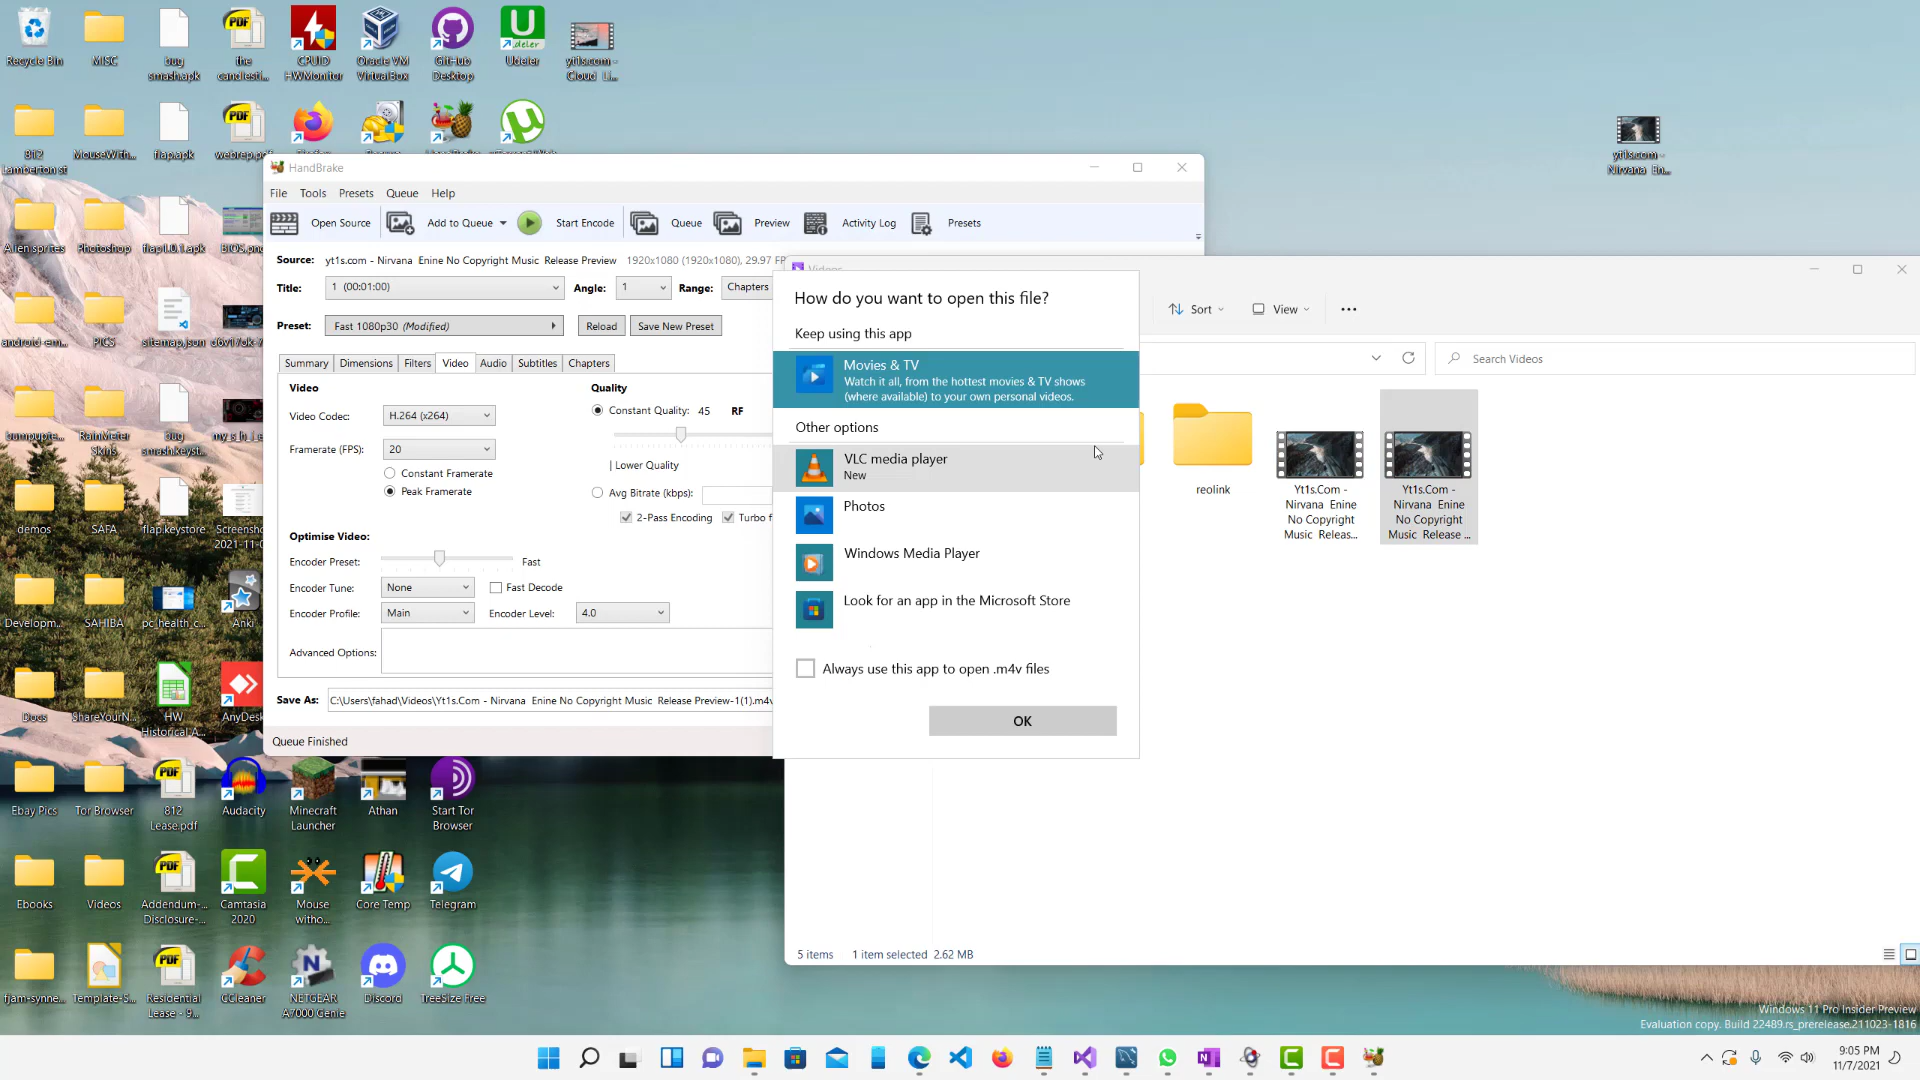 Recycle Bin
MISC
bug
smash.apk
the
candlesti...
CPUID
HWMonitor
Oracle VM
VirtualBox
GitHub
Desktop
Udeler
yt1s.com -
Cloud_Li...
812
Lamberton st
MouseWith...
flap.apk
webrep.pdf
yt1s.com -
Nirvana_En...
Alien sprites
Photoshop
flap1.0.1.apk
BIOS.png
android-em...
PICS
sitemap.json
bumpupte...
RainMeter
Skins
bug
smash.keyst...
demos
SAFA
flap.keystore
Screenshot
2021-11-0
Developm...
SAHIBA
pc_health_c...
Anki
Docs
ShareYourN...
HW
Historical A...
AnyDesk
Ebay Pics
Tor Browser
812
Lease.pdf
Audacity
Minecraft
Launcher
Athan
Start Tor
Browser
Ebooks
Videos
Addendum-...
Disclosure-...
Camtasia
2020
Mouse
witho...
Core Temp
Telegram
fjam-synne...
Template-S...
Residential
Lease - 9...
CCleaner
NETGEAR
A7000 Genie
Discord
TreeSize Free
HandBrake
File Tools Presets Queue Help
Open Source Add to Queue Start Encode Queue Preview Activity Log Presets
Source: yt1s.com - Nirvana Enine No Copyright Music Release Preview 1920x1080 (1920x1080), 29.97 FP
Title: 1 (00:01:00) Angle: 1 Range: Chapters
Preset: Fast 1080p30 (Modified) Reload Save New Preset
Summary Dimensions Filters Video Audio Subtitles Chapters
Video
Quality
Video Codec: H.264 (x264)
Constant Quality: 45 RF
Framerate (FPS): 20
| Lower Quality
Constant Framerate
Peak Framerate
Avg Bitrate (kbps):
2-Pass Encoding Turbo f
Optimise Video:
Encoder Preset: Fast
Encoder Tune: None Fast Decode
Encoder Profile: Main Encoder Level: 4.0
Advanced Options:
Save As: C:\Users\fahad\Videos\Yt1s.Com - Nirvana Enine No Copyright Music Release Preview-1(1).m4v
Queue Finished
Videos
Sort View
Search Videos
reolink
Yt1s.Com -
Nirvana Enine
No Copyright
Music Releas...
Yt1s.Com -
Nirvana Enine
No Copyright
Music Release ...
5 items 1 item selected 2.62 MB
How do you want to open this file?
Keep using this app
Movies & TV
Watch it all, from the hottest movies & TV shows
(where available) to your own personal videos.
Other options
VLC media player
New
Photos
Windows Media Player
Look for an app in the Microsoft Store
Always use this app to open .m4v files
OK
Windows 11 Pro Insider Preview
Evaluation copy. Build 22489.rs_prerelease.211023-1816
9:05 PM
11/7/2021